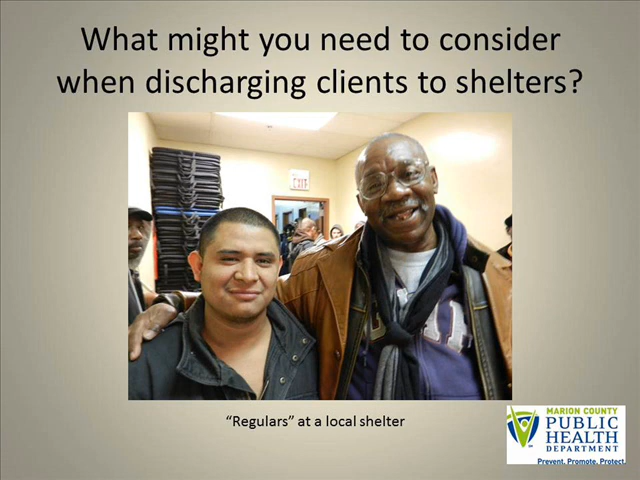 What might you need to consider
when discharging clients to shelters?
EXIT
"Regulars" at a local shelter
MARION COUNTY
PUBLIC
HEALTH
DEPARTMENT
Prevent. Promote. Protect.